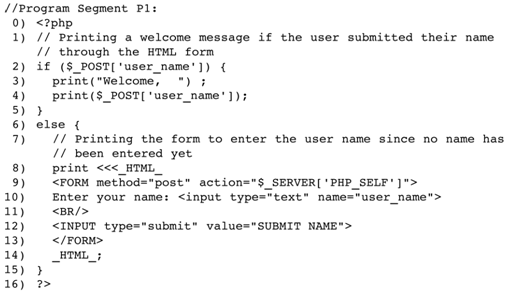 //Program Segment P1:
0) <?php
1) // Printing a welcome message if the user submitted their name
// through the HTML form
2) if ($_POST['user_name']) {
3) print("Welcome,  ") ;
4) print($_POST['user_name']);
5) }
6) else {
7) // Printing the form to enter the user name since no name has
// been entered yet
8) print <<<_HTML_
9) <FORM method="post" action="$_SERVER['PHP_SELF']">
10) Enter your name: <input type="text" name="user_name">
11) <BR/>
12) <INPUT type="submit" value="SUBMIT NAME">
13) </FORM>
14) _HTML_;
15) }
16) ?>